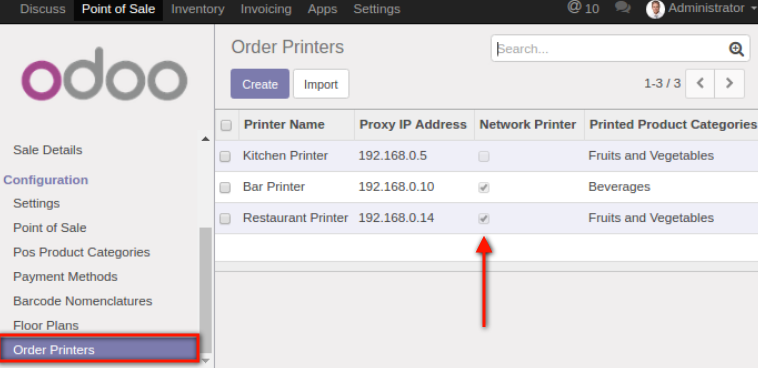 Discuss Point of Sale Inventory Invoicing Apps Settings @ 10 Administrator
odoo
Sale Details
Configuration
Settings
Point of Sale
Pos Product Categories
Payment Methods
Barcode Nomenclatures
Floor Plans
Order Printers
Order Printers
Search...
Create Import
1-3 / 3
Printer Name Proxy IP Address Network Printer Printed Product Categories
Kitchen Printer 192.168.0.5 Fruits and Vegetables
Bar Printer 192.168.0.10 Beverages
Restaurant Printer 192.168.0.14 Fruits and Vegetables